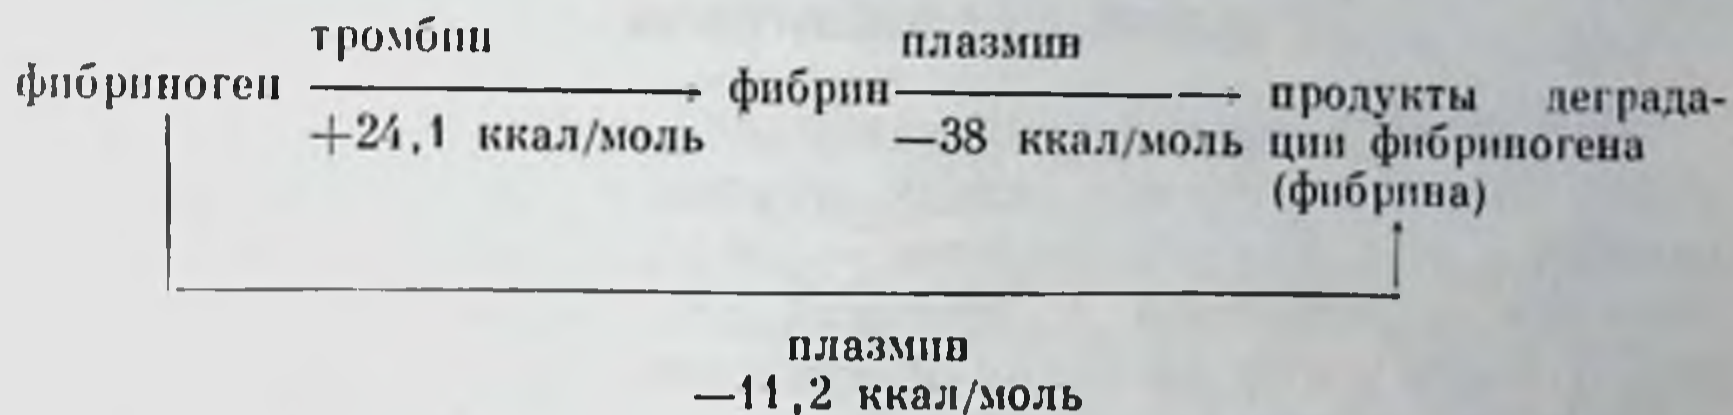 тромбин
плазмин
фибриноген
фибрин
продукты деграда-
+24,1 ккал/моль
—38 ккал/моль
ции фибриногена
(фибрина)
плазмин
—11,2 ккал/моль